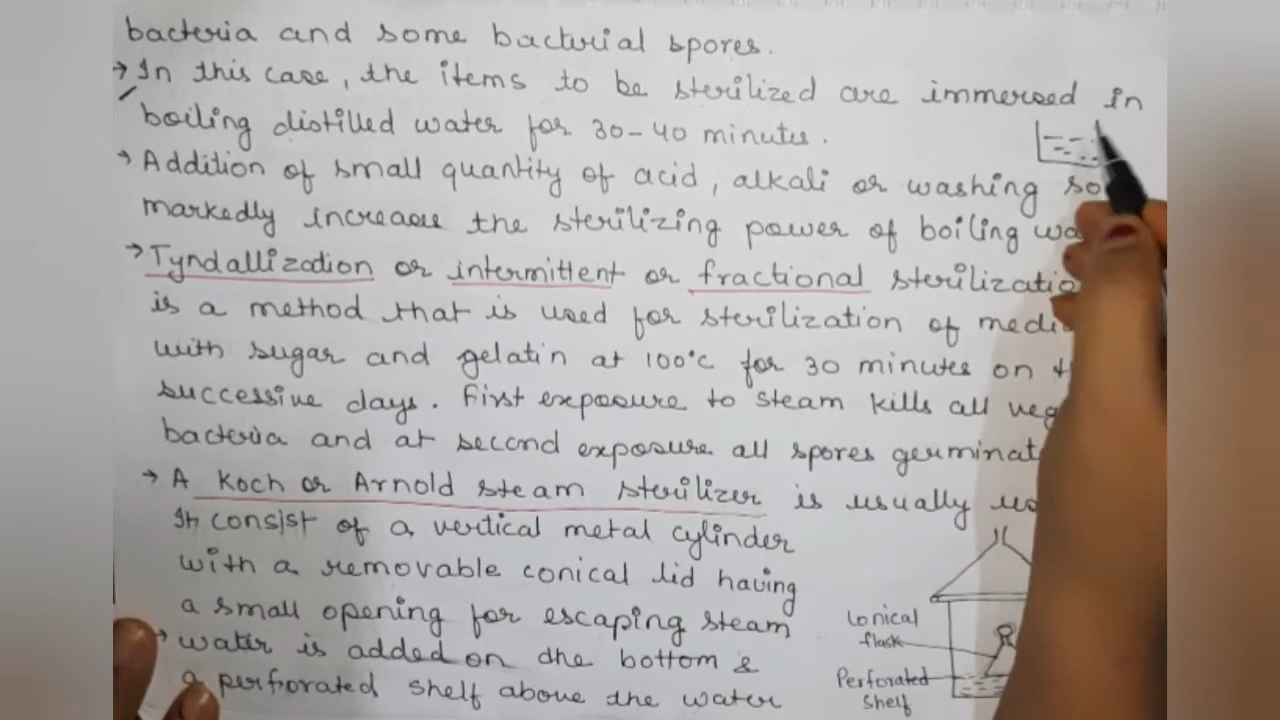 bacteria and some bacterial spores.
→ In this case, the items to be sterilized are immersed in
boiling distilled water for 30-40 minutes.
→ Addition of small quantity of acid, alkali or washing so
markedly increase the sterilizing power of boiling wa
→ Tyndallization or intermittent or fractional sterilizatio
is a method that is used for sterilization of medi
with sugar and gelatin at 100°C for 30 minutes on
successive days. First exposure to steam kills all veg
bacteria and at second exposure all spores germinat
→ A Koch or Arnold steam sterilizer is usually us
It consist of a vertical metal cylinder
with a removable conical lid having
a small opening for escaping steam
→ water is added on the bottom &
a perforated shelf above the water
Conical
flask
Perforated
Shelf